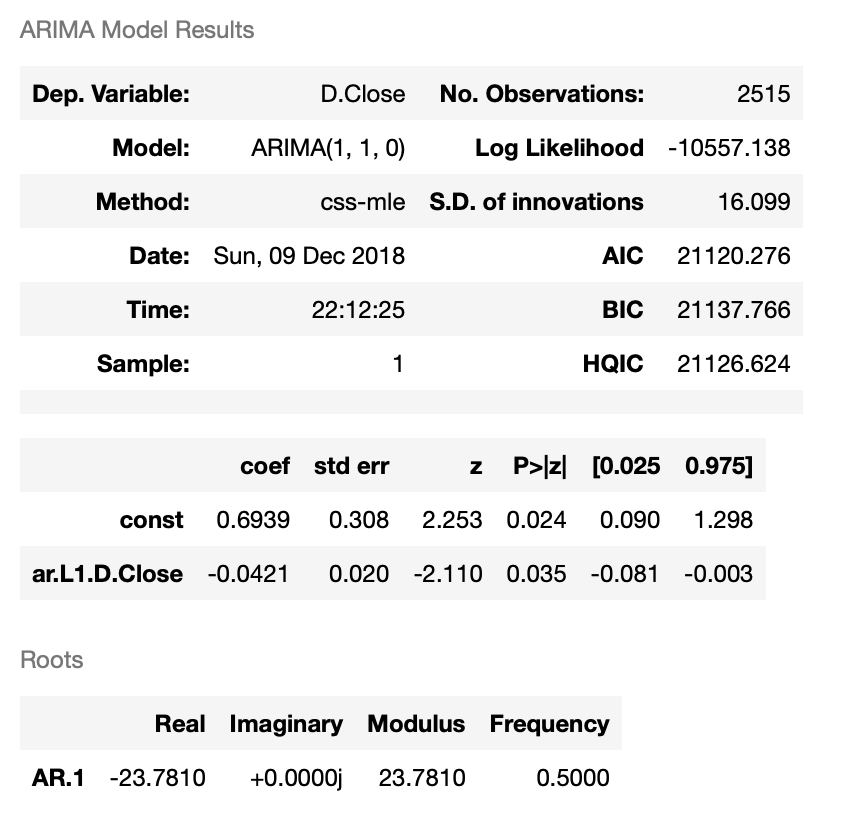 ARIMA Model Results
Dep. Variable: D.Close No. Observations: 2515
Model: ARIMA(1, 1, 0) Log Likelihood -10557.138
Method: css-mle S.D. of innovations 16.099
Date: Sun, 09 Dec 2018 AIC 21120.276
Time: 22:12:25 BIC 21137.766
Sample: 1 HQIC 21126.624
coef std err z P>|z| [0.025 0.975]
const 0.6939 0.308 2.253 0.024 0.090 1.298
ar.L1.D.Close -0.0421 0.020 -2.110 0.035 -0.081 -0.003
Roots
Real Imaginary Modulus Frequency
AR.1 -23.7810 +0.0000j 23.7810 0.5000